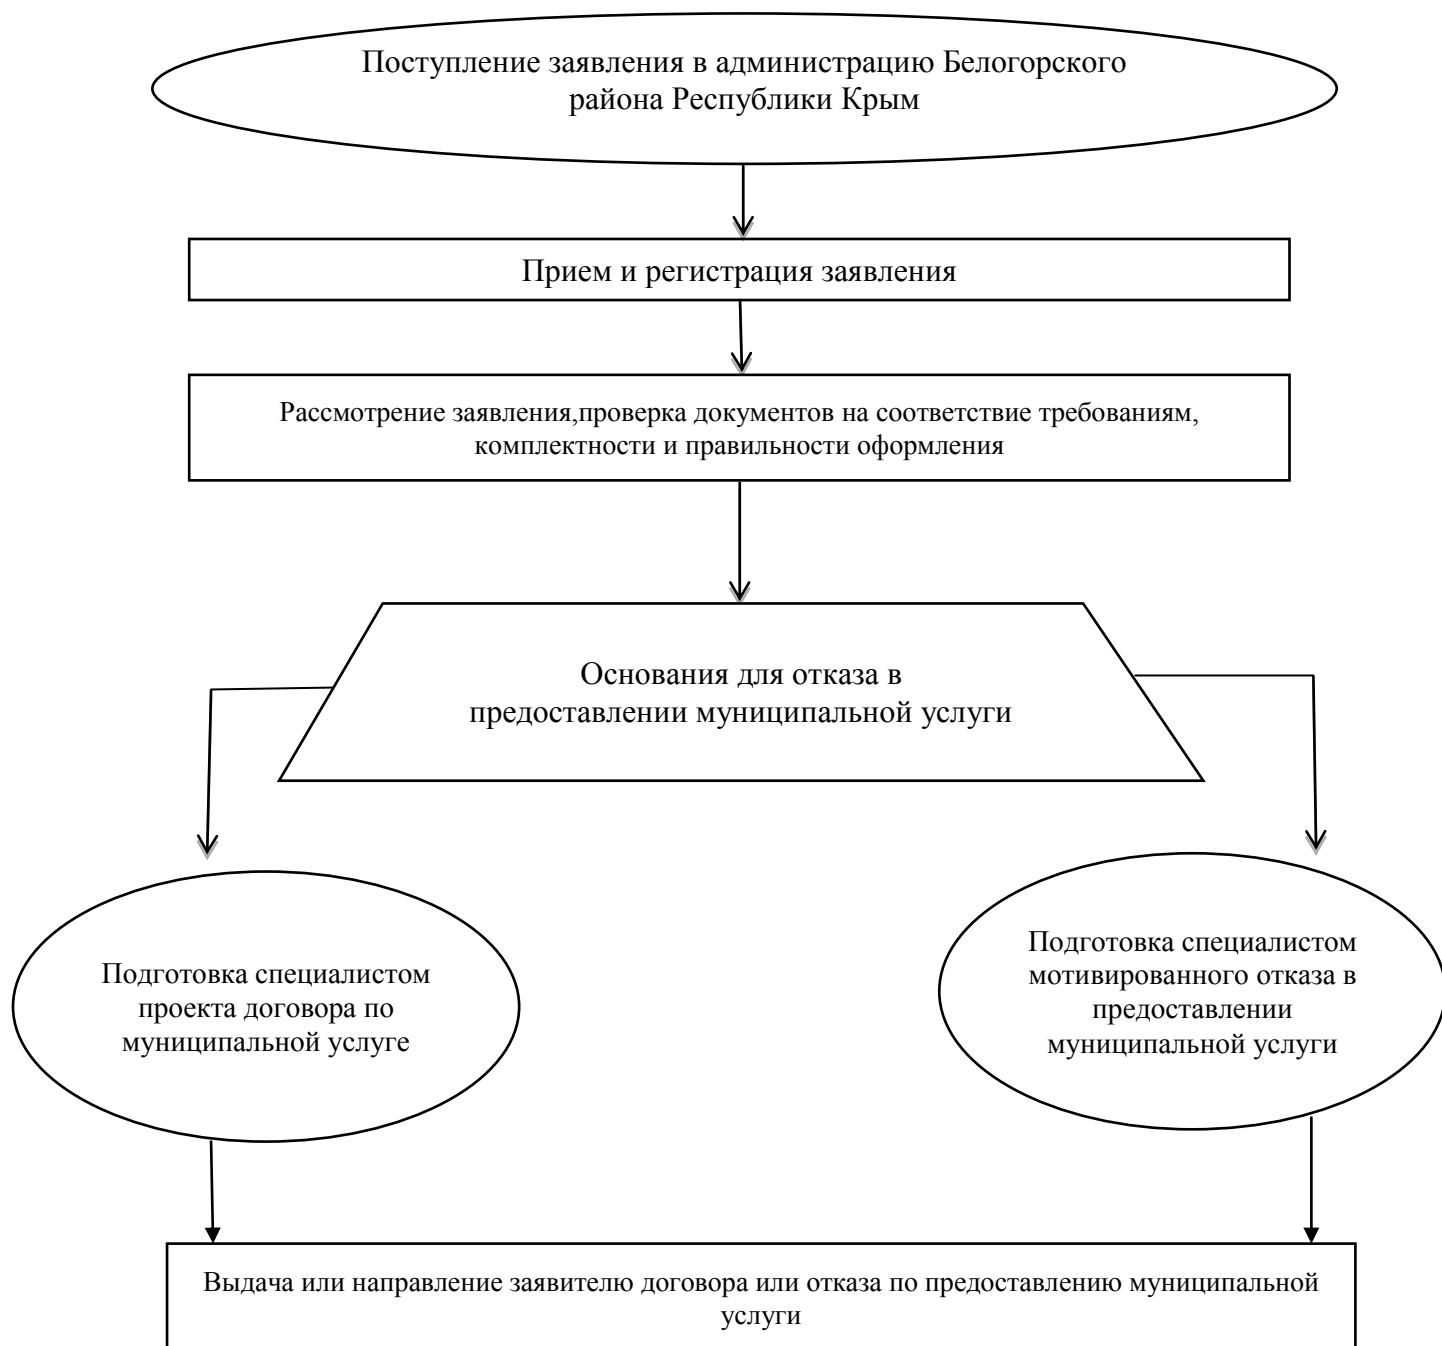 Поступление заявления в администрацию Белогорского
района Республики Крым
Прием и регистрация заявления
Рассмотрение заявления,проверка документов на соответствие требованиям,
комплектности и правильности оформления
Основания для отказа в
предоставлении муниципальной услуги
Подготовка специалистом
проекта договора по
муниципальной услуге
Подготовка специалистом
мотивированного отказа в
предоставлении
муниципальной услуги
Выдача или направление заявителю договора или отказа по предоставлению муниципальной
услуги